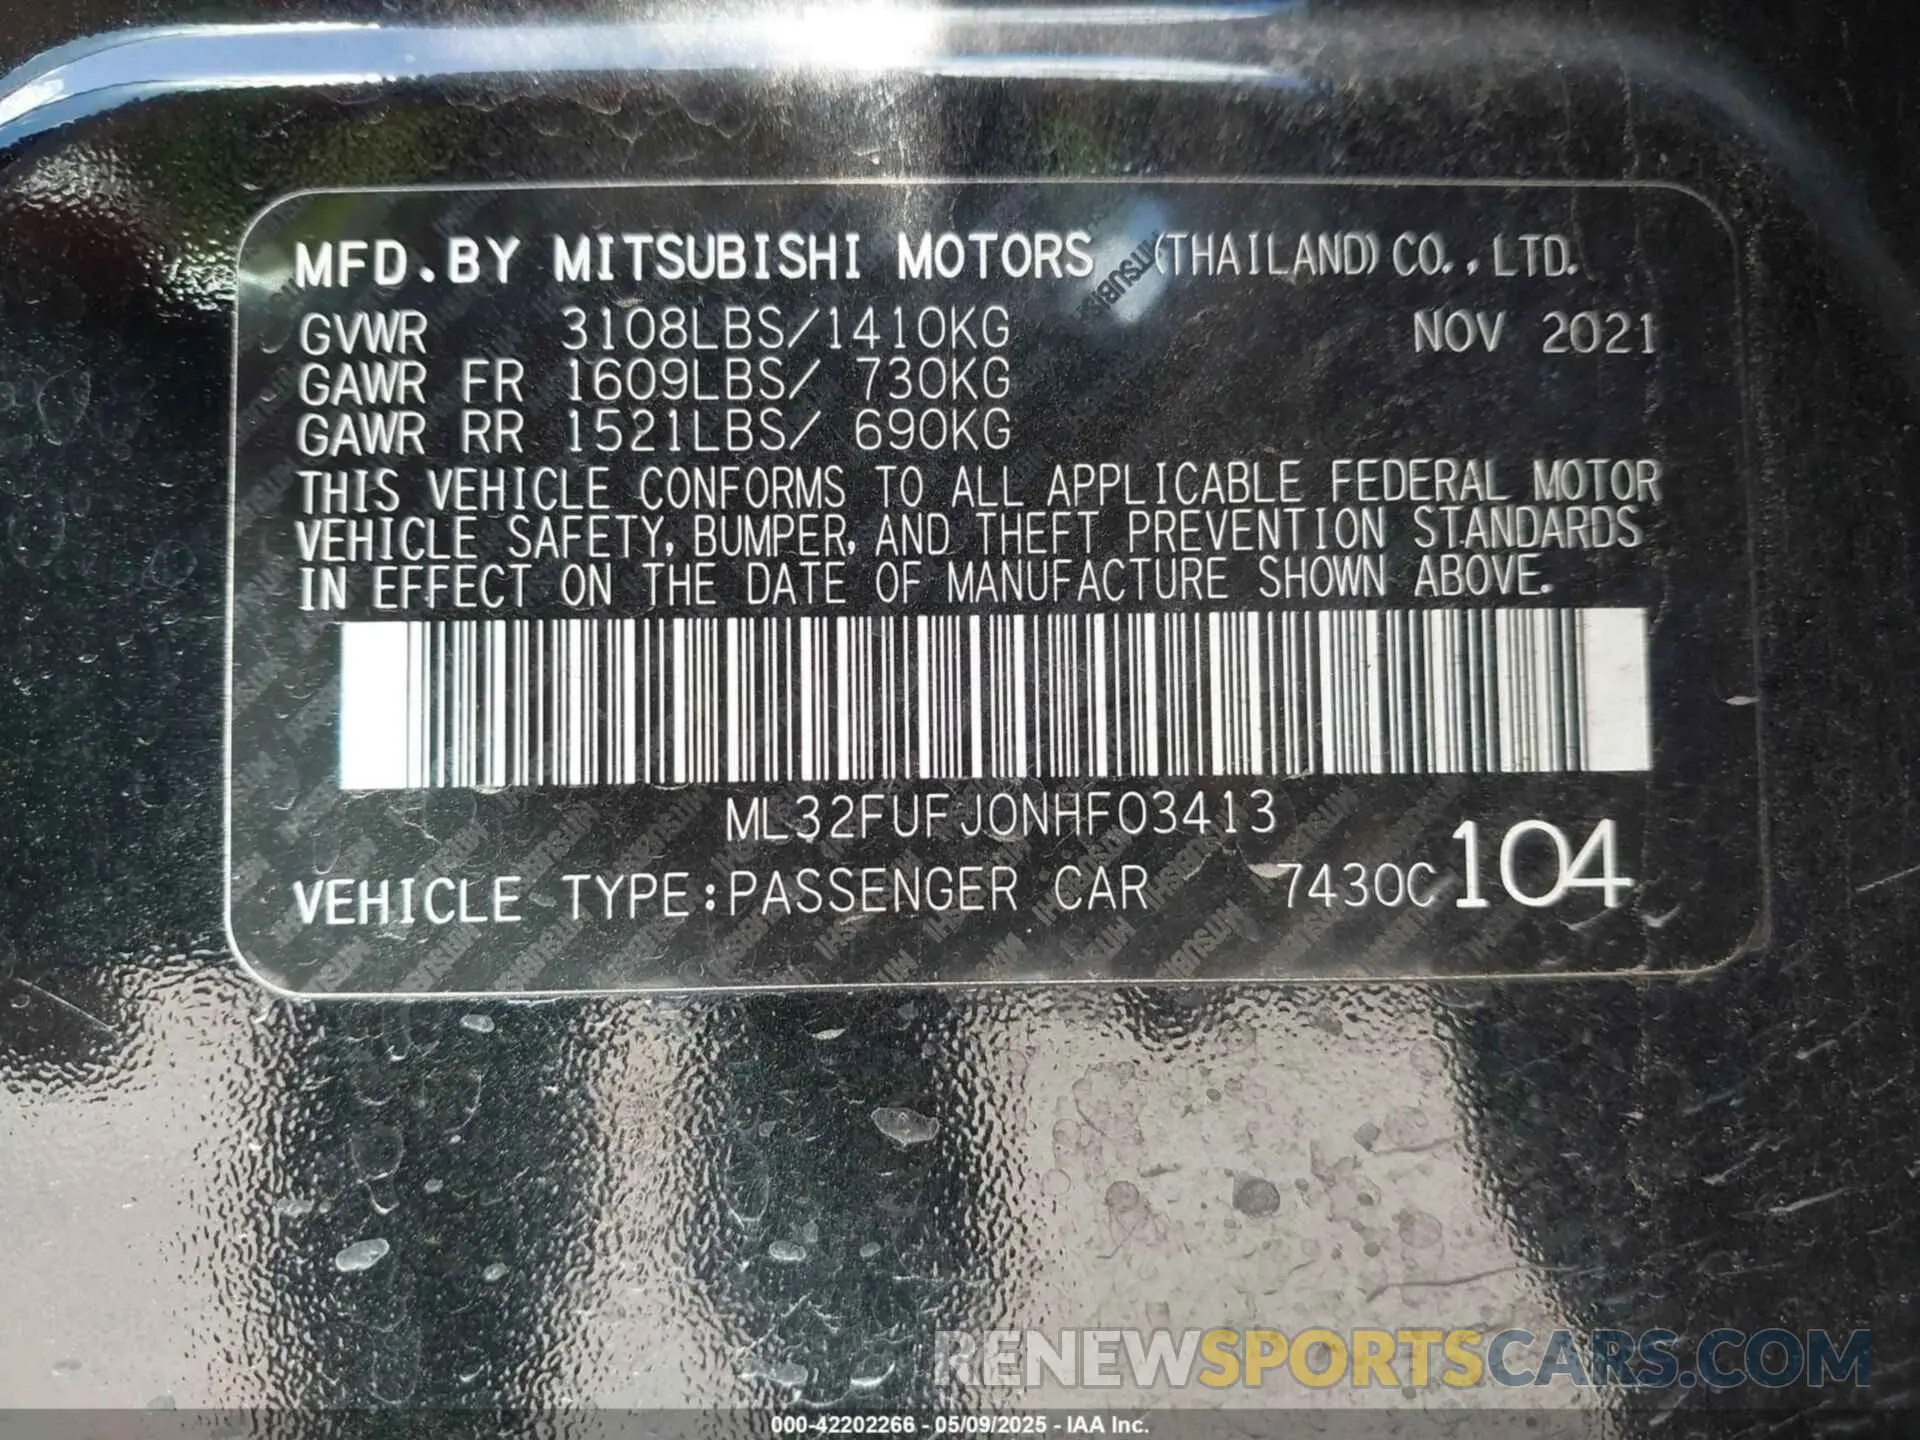 MFD.BY MITSUBISHI MOTORS (THAILAND) CO.,LTD.
GVWR 3108LBS/1410KG NOV 2021
GAWR FR 1609LBS/ 730KG
GAWR RR 1521LBS/ 690KG
THIS VEHICLE CONFORMS TO ALL APPLICABLE FEDERAL MOTOR
VEHICLE SAFETY, BUMPER, AND THEFT PREVENTION STANDARDS
IN EFFECT ON THE DATE OF MANUFACTURE SHOWN ABOVE.
ML32FUFJ0NHF03413
VEHICLE TYPE:PASSENGER CAR 7430C104
RENEWSPORTSCARS.COM
000-42202266 - 05/09/2025 - IAA Inc.